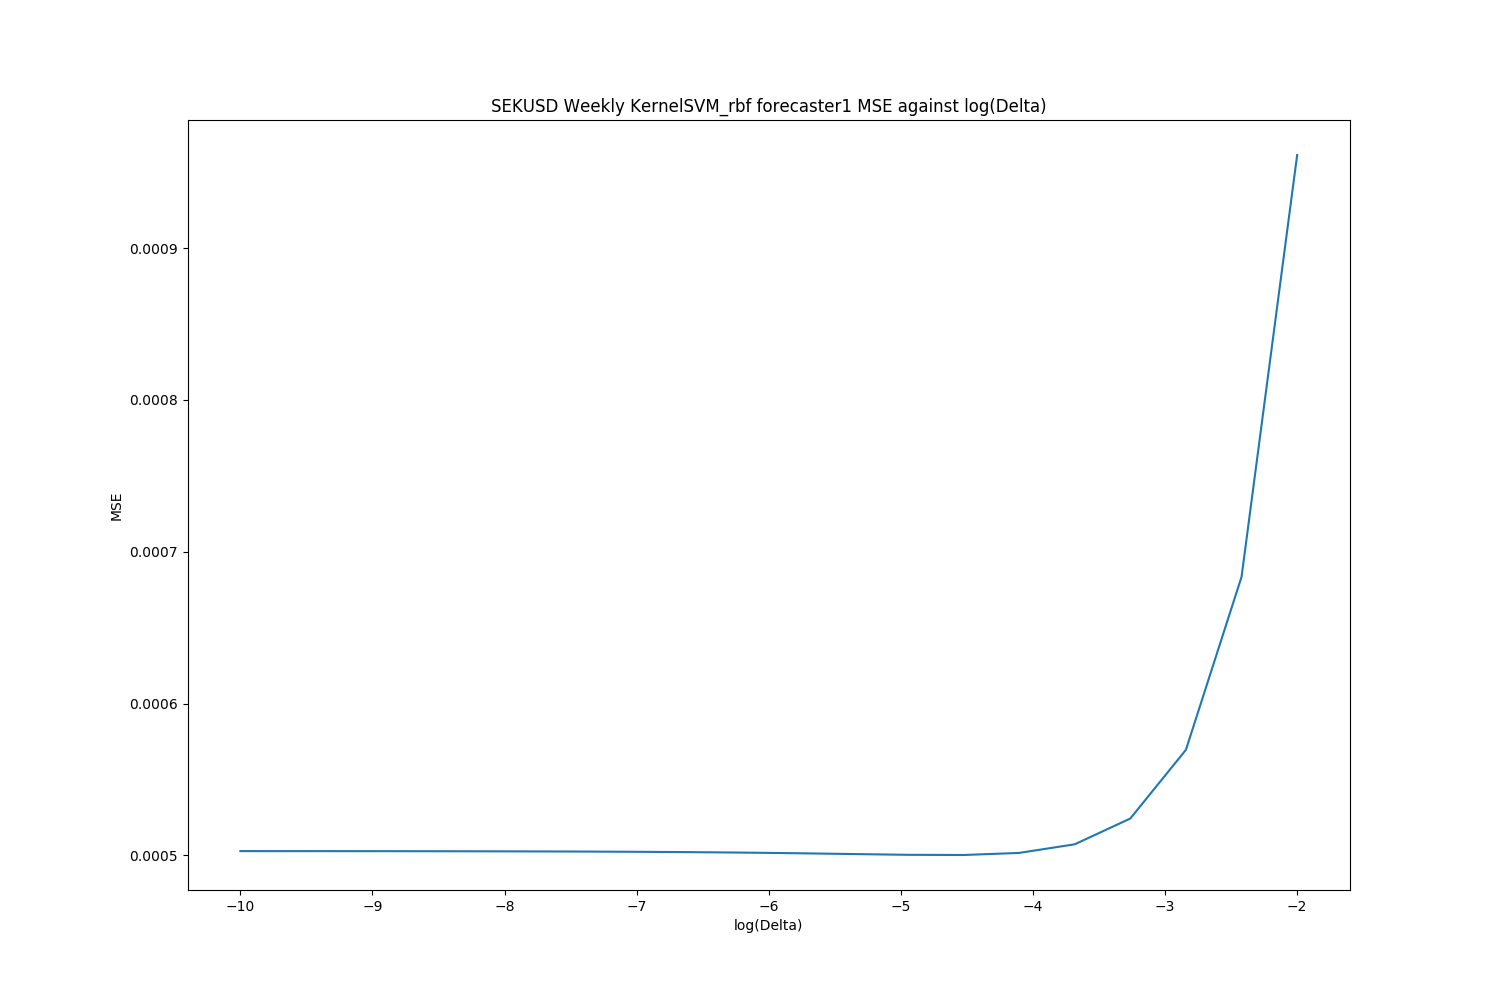 SEKUSD Weekly KernelSVM_rbf forecaster1 MSE against log(Delta)
0.0009
0.0008
0.0007
0.0006
0.0005
MSE
−10 −9 −8 −7 −6 −5 −4 −3 −2
log(Delta)